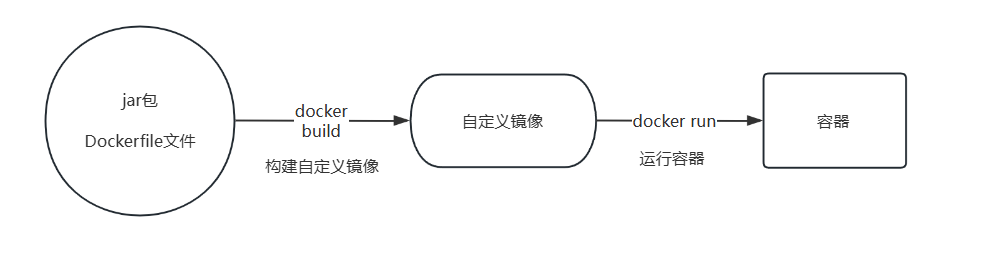 jar包
Dockerfile文件
docker
build
构建自定义镜像
自定义镜像
docker run
运行容器
容器